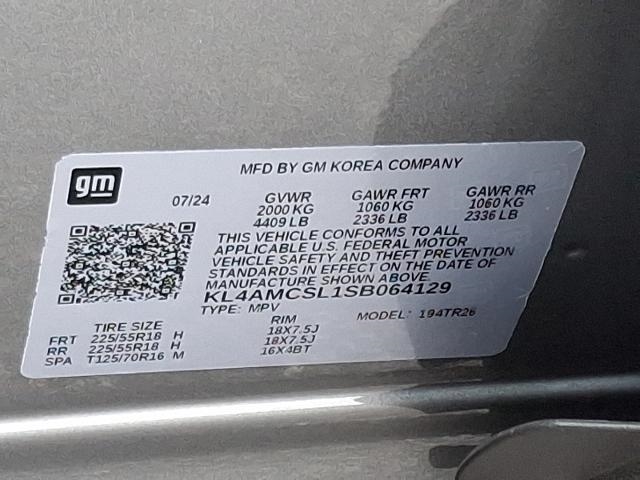 gm
MFD BY GM KOREA COMPANY
07/24
GVWR GAWR FRT GAWR RR
2000 KG 1060 KG 1060 KG
4409 LB 2336 LB 2336 LB
THIS VEHICLE CONFORMS TO ALL
APPLICABLE U.S. FEDERAL MOTOR
VEHICLE SAFETY AND THEFT PREVENTION
STANDARDS IN EFFECT ON THE DATE OF
MANUFACTURE SHOWN ABOVE
KL4AMCSL1SB064129
TYPE: MPV MODEL: 194TR26
TIRE SIZE RIM
FRT 225/55R18 H 18X7.5J
RR 225/55R18 H 18X7.5J
SPA T125/70R16 M 16X4BT